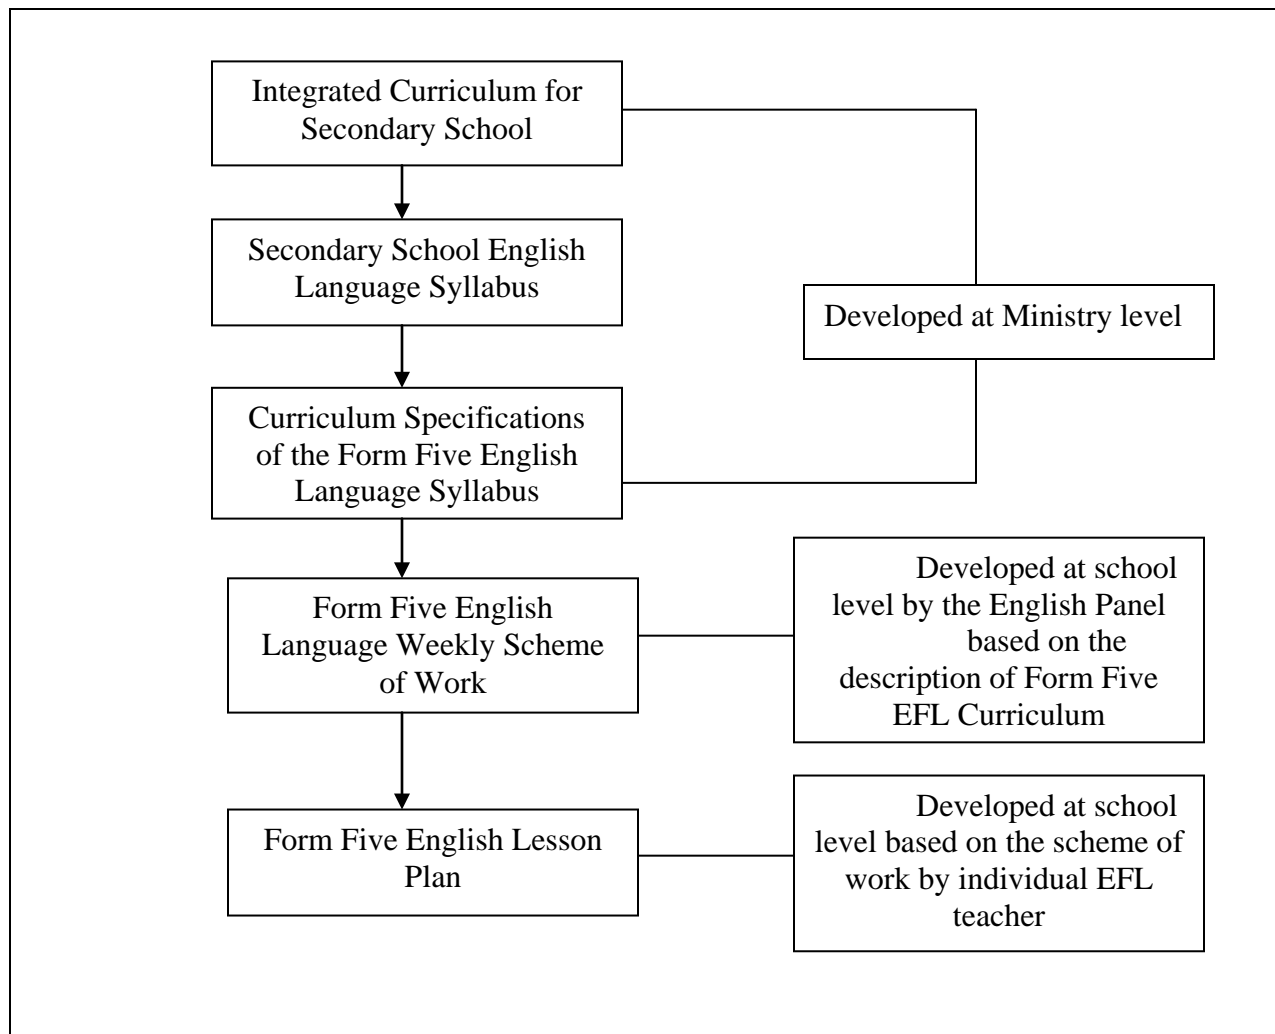 Integrated Curriculum for
Secondary School
Secondary School English
Language Syllabus
Developed at Ministry level
Curriculum Specifications
of the Form Five English
Language Syllabus
Form Five English
Language Weekly Scheme
of Work
Developed at school
level by the English Panel
based on the
description of Form Five
EFL Curriculum
Form Five English Lesson
Plan
Developed at school
level based on the scheme of
work by individual EFL
teacher